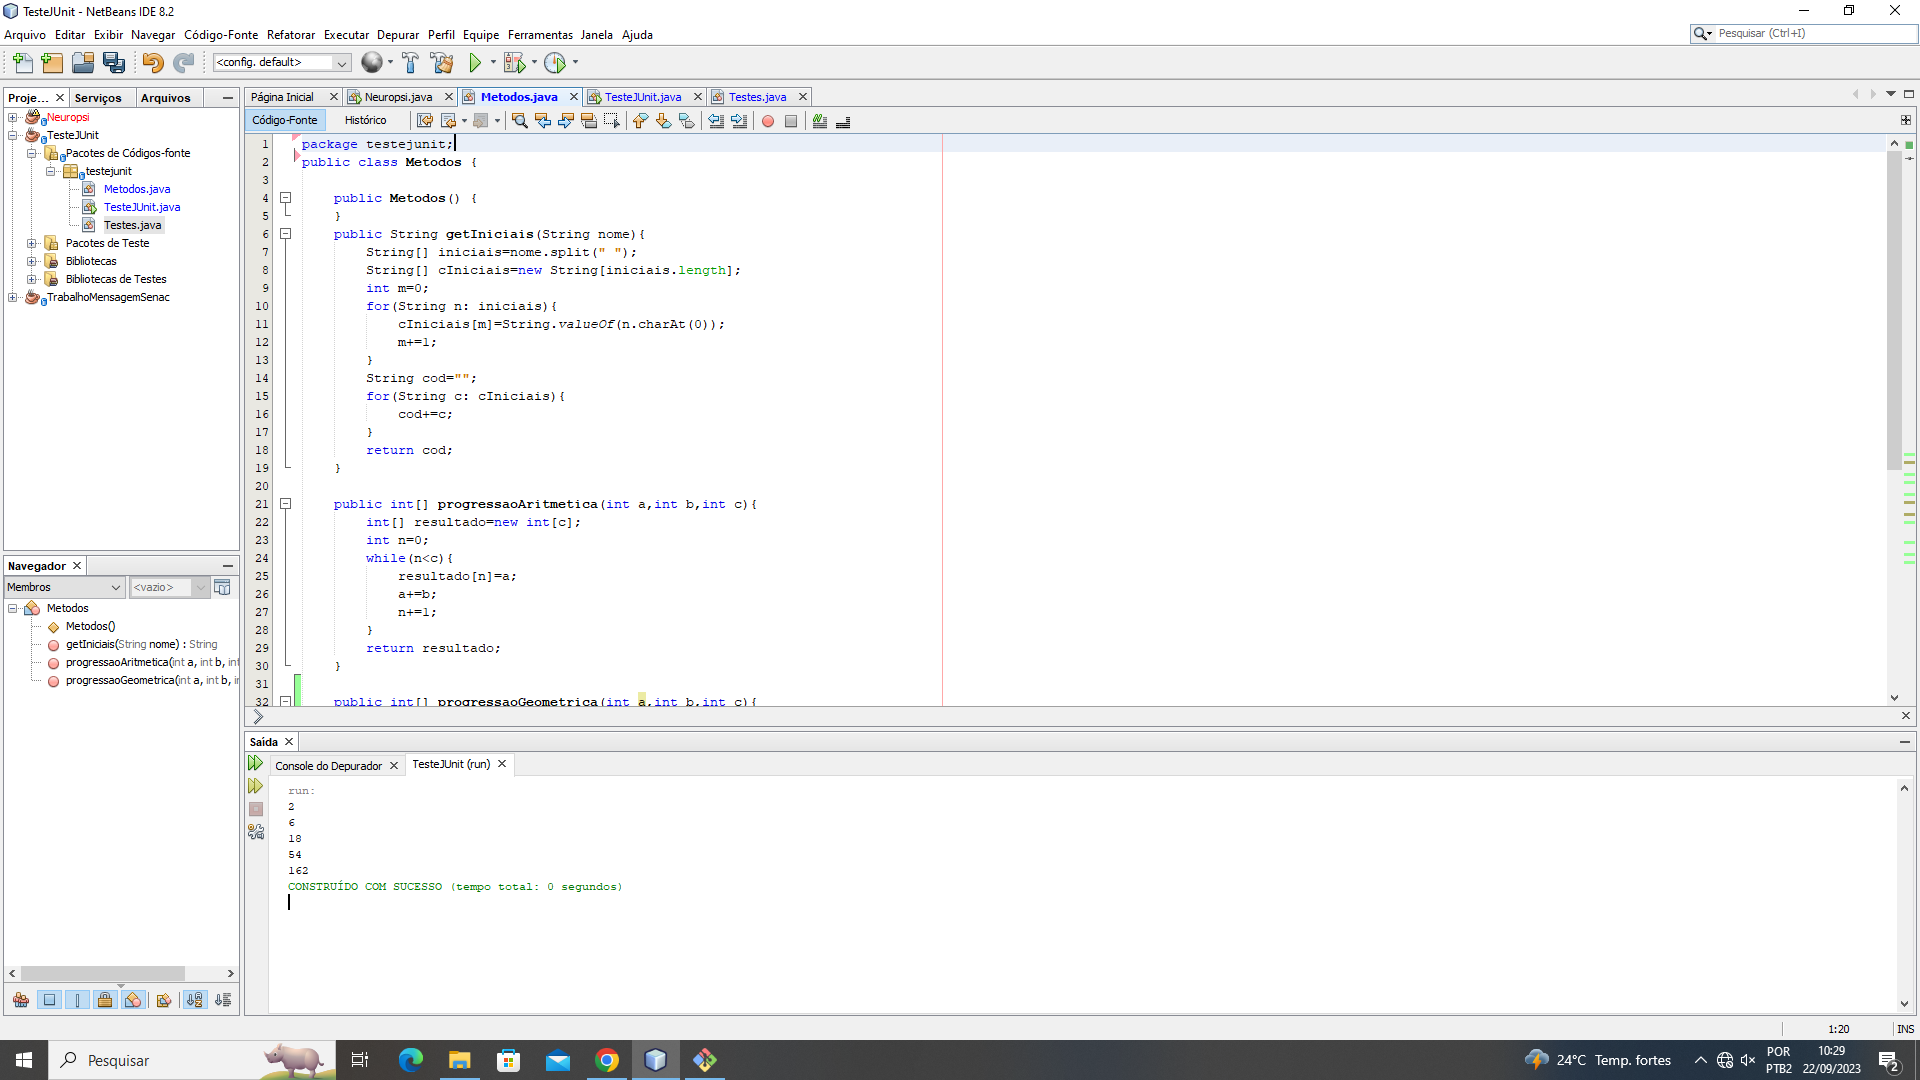 TesteJUnit - NetBeans IDE 8.2
Arquivo Editar Exibir Navegar Código-Fonte Refatorar Executar Depurar Perfil Equipe Ferramentas Janela Ajuda
Pesquisar (Ctrl+I)
<config. default>
Proje... Serviços Arquivos
Neuropsi
TesteJUnit
Pacotes de Códigos-fonte
testejunit
Metodos.java
TesteJUnit.java
Testes.java
Pacotes de Teste
Bibliotecas
Bibliotecas de Testes
TrabalhoMensagemSenac
Navegador
Membros <vazio>
Metodos
Metodos()
getIniciais(String nome) : String
progressaoAritmetica(int a, int b, int
progressaoGeometrica(int a, int b, i
Página Inicial Neuropsi.java Metodos.java TesteJUnit.java Testes.java
Código-Fonte Histórico
1 package testejunit;
2 public class Metodos {
3
4 public Metodos() {
5 }
6 public String getIniciais(String nome){
7 String[] iniciais=nome.split(" ");
8 String[] cIniciais=new String[iniciais.length];
9 int m=0;
10 for(String n: iniciais){
11 cIniciais[m]=String.valueOf(n.charAt(0));
12 m+=1;
13 }
14 String cod="";
15 for(String c: cIniciais){
16 cod+=c;
17 }
18 return cod;
19 }
20
21 public int[] progressaoAritmetica(int a,int b,int c){
22 int[] resultado=new int[c];
23 int n=0;
24 while(n<c){
25 resultado[n]=a;
26 a+=b;
27 n+=1;
28 }
29 return resultado;
30 }
31
32 public int[] progressaoGeometrica(int a,int b,int c){
Saída
Console do Depurador TesteJUnit (run)
run:
2
6
18
54
162
CONSTRUÍDO COM SUCESSO (tempo total: 0 segundos)
1:20 INS
Pesquisar
24°C Temp. fortes
POR
PTB2
10:29
22/09/2023
2